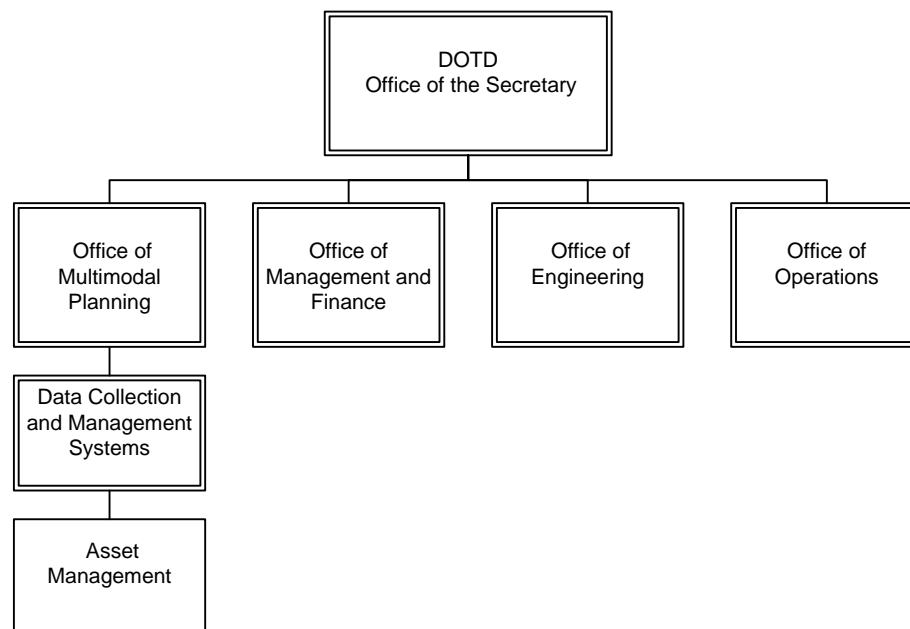 DOTD
Office of the Secretary
Office of
Multimodal
Planning
Office of
Management and
Finance
Office of
Engineering
Office of
Operations
Data Collection
and Management
Systems
Asset
Management